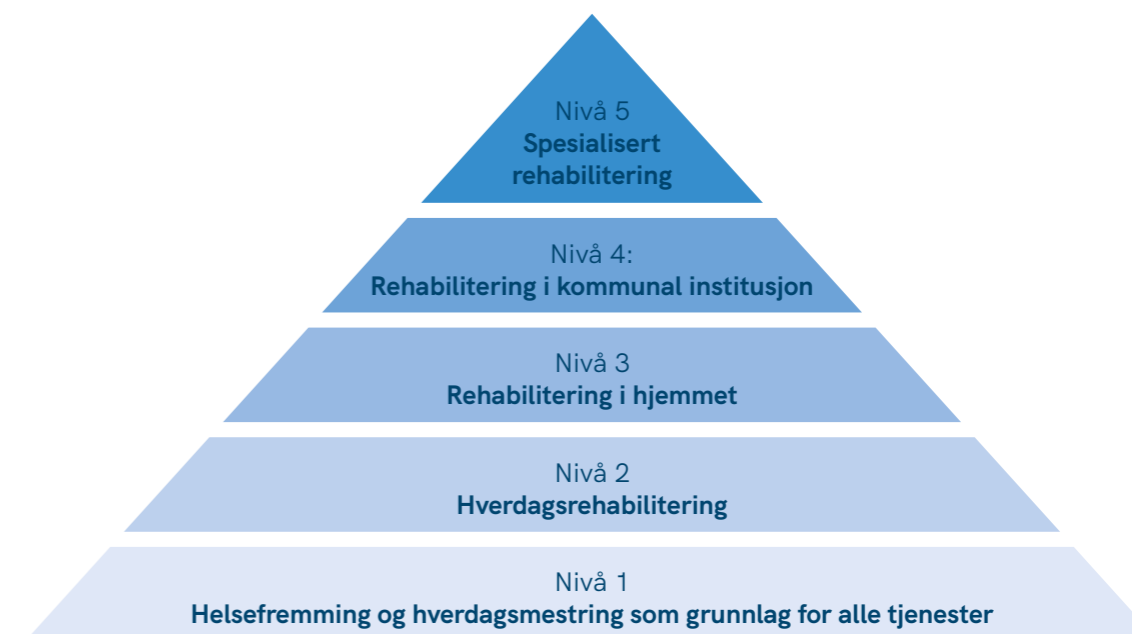 Nivå 5
Spesialisert
rehabilitering
Nivå 4:
Rehabilitering i kommunal institusjon
Nivå 3
Rehabilitering i hjemmet
Nivå 2
Hverdagsrehabilitering
Nivå 1
Helsefremming og hverdagsmestring som grunnlag for alle tjenester